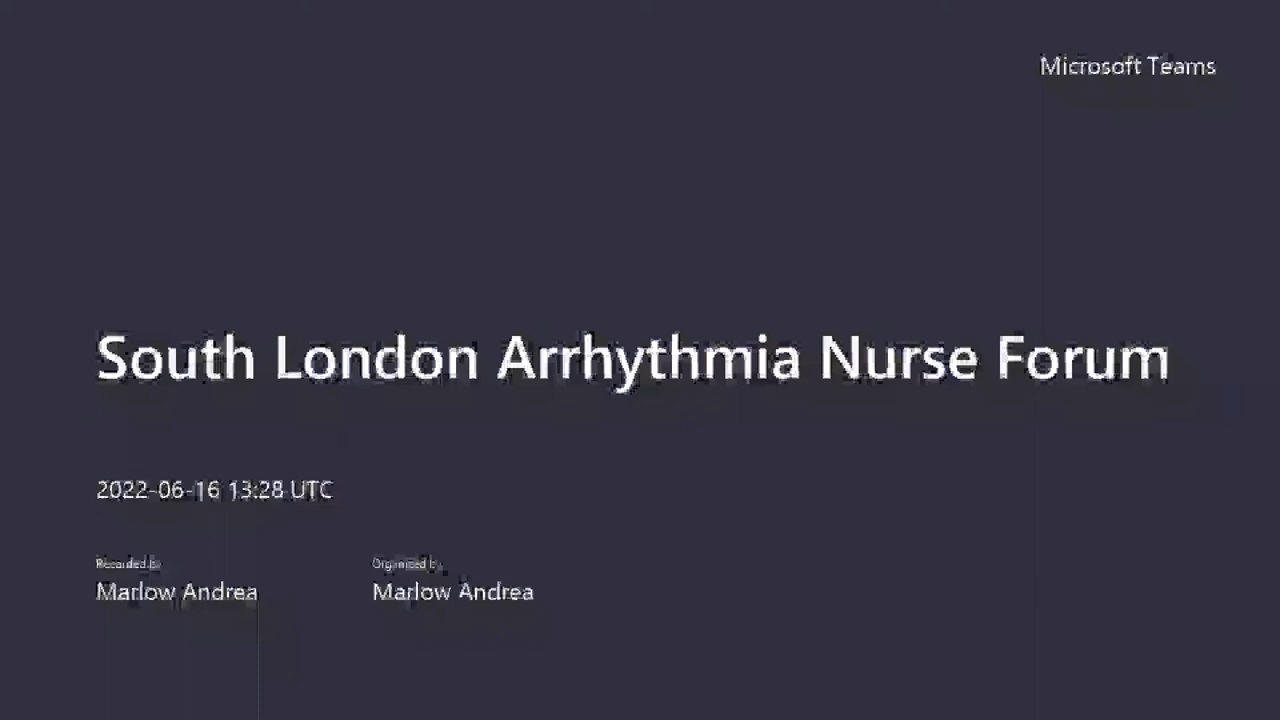 Microsoft Teams
South London Arrhythmia Nurse Forum
2022-06-16 13:28 UTC
Recorded by
Organized by
Marlow Andrea
Marlow Andrea